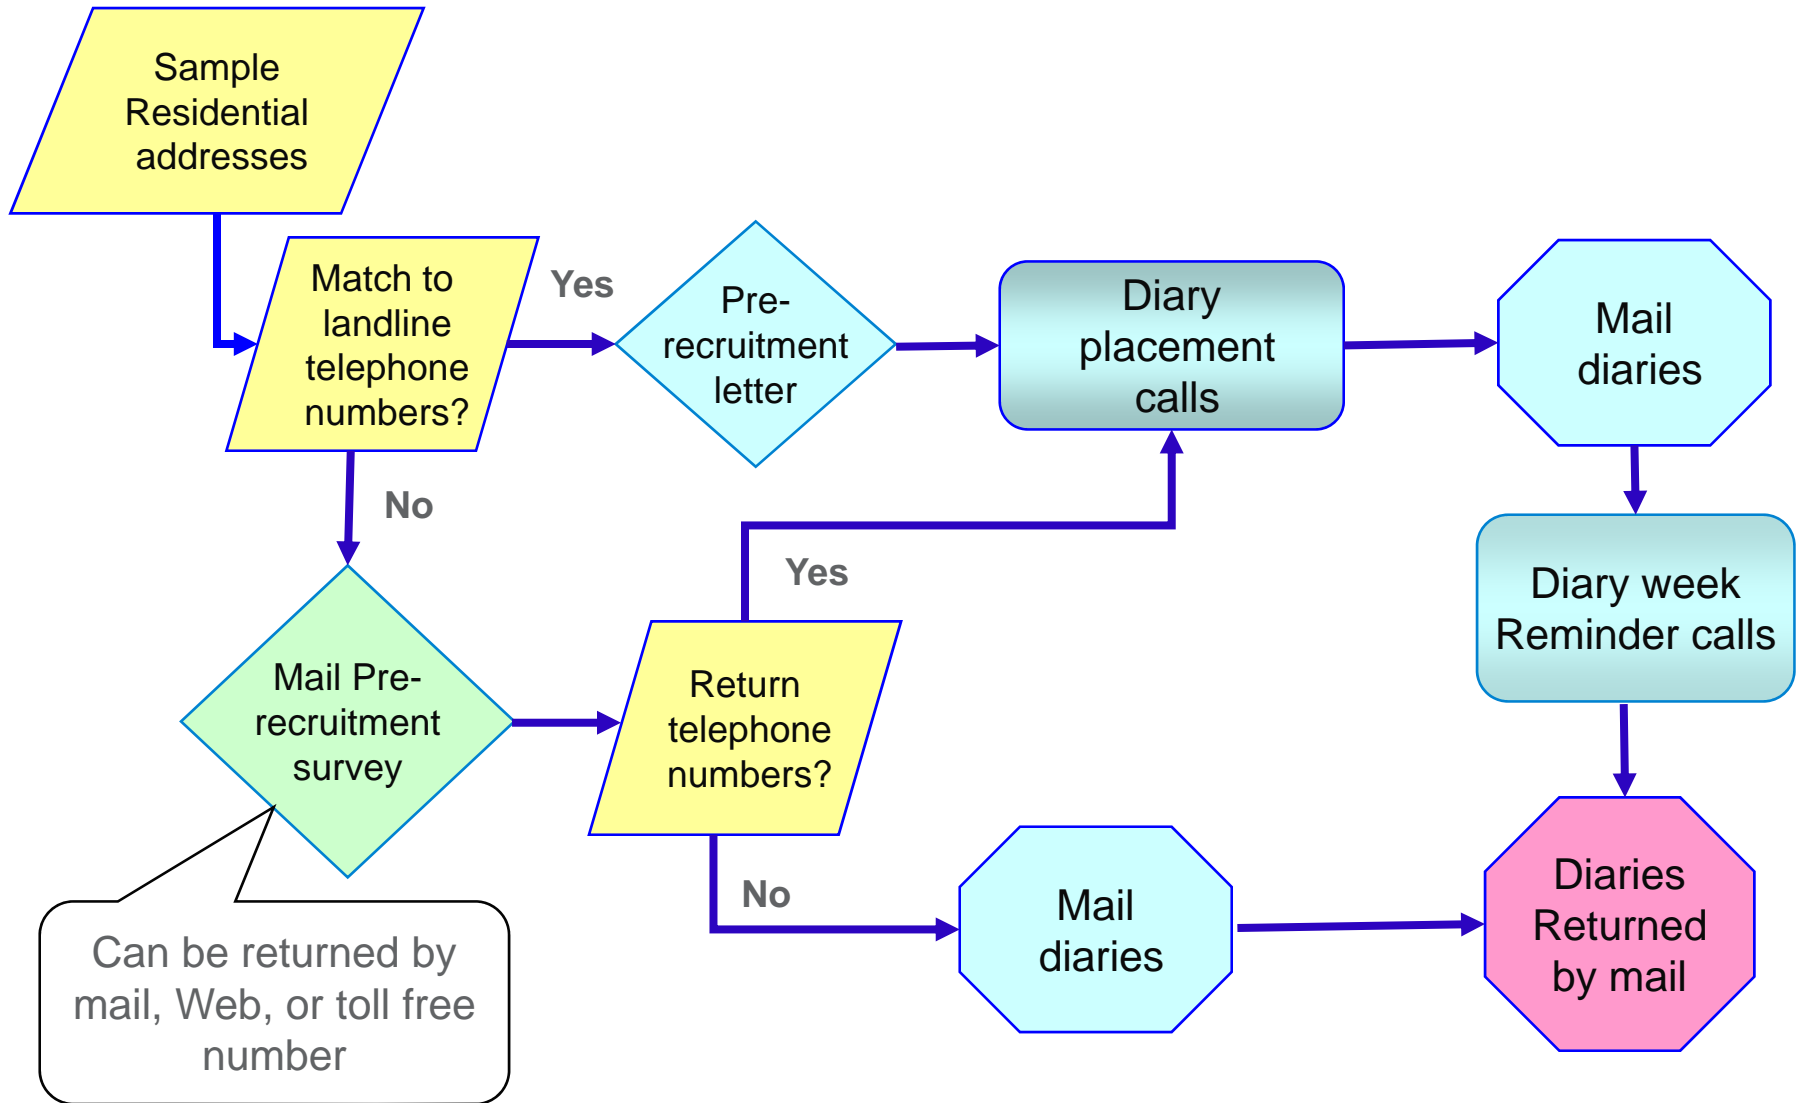 Sample
Residential
addresses
Match to
landline
telephone
numbers?
Yes
Pre-
recruitment
letter
Diary
placement
calls
Mail
diaries
No
Yes
Diary week
Reminder calls
Mail Pre-
recruitment
survey
Return
telephone
numbers?
No
Mail
diaries
Diaries
Returned
by mail
Can be returned by
mail, Web, or toll free
number